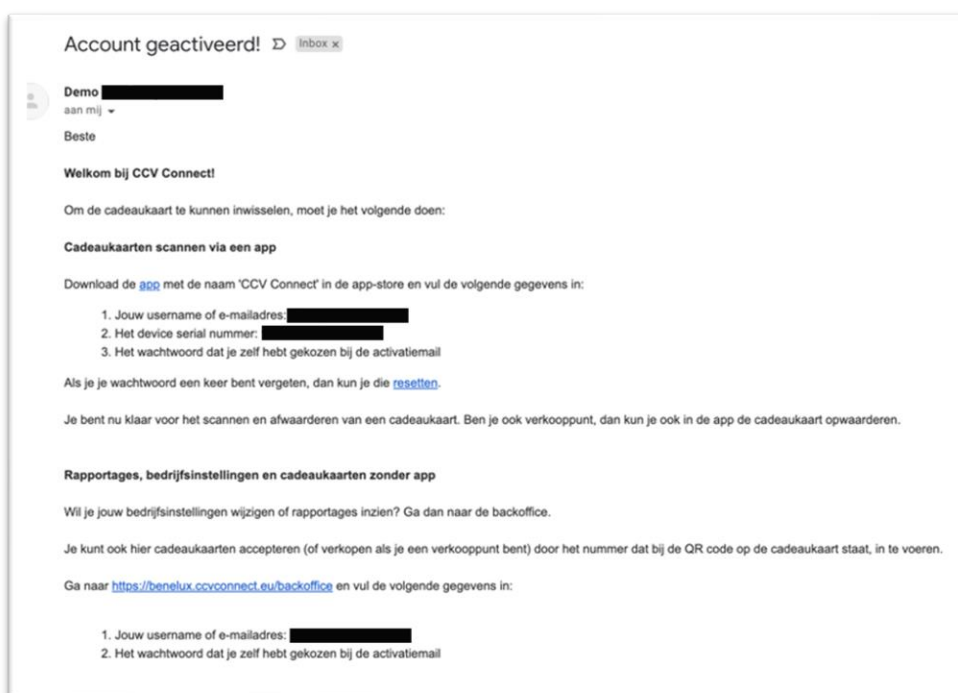 Account geactiveerd! Inbox x
Demo
aan mij
Beste
Welkom bij CCV Connect!
Om de cadeaukaart te kunnen inwisselen, moet je het volgende doen:
Cadeaukaarten scannen via een app
Download de app met de naam 'CCV Connect' in de app-store en vul de volgende gegevens in:
1. Jouw username of e-mailadres:
2. Het device serial nummer:
3. Het wachtwoord dat je zelf hebt gekozen bij de activatiemail
Als je je wachtwoord een keer bent vergeten, dan kun je die resetten.
Je bent nu klaar voor het scannen en afwaarderen van een cadeaukaart. Ben je ook verkooppunt, dan kun je ook in de app de cadeaukaart opwaarderen.
Rapportages, bedrijfsinstellingen en cadeaukaarten zonder app
Wil je jouw bedrijfsinstellingen wijzigen of rapportages inzien? Ga dan naar de backoffice.
Je kunt ook hier cadeaukaarten accepteren (of verkopen als je een verkooppunt bent) door het nummer dat bij de QR code op de cadeaukaart staat, in te voeren.
Ga naar https://benelux.ccvconnect.eu/backoffice en vul de volgende gegevens in:
1. Jouw username of e-mailadres:
2. Het wachtwoord dat je zelf hebt gekozen bij de activatiemail